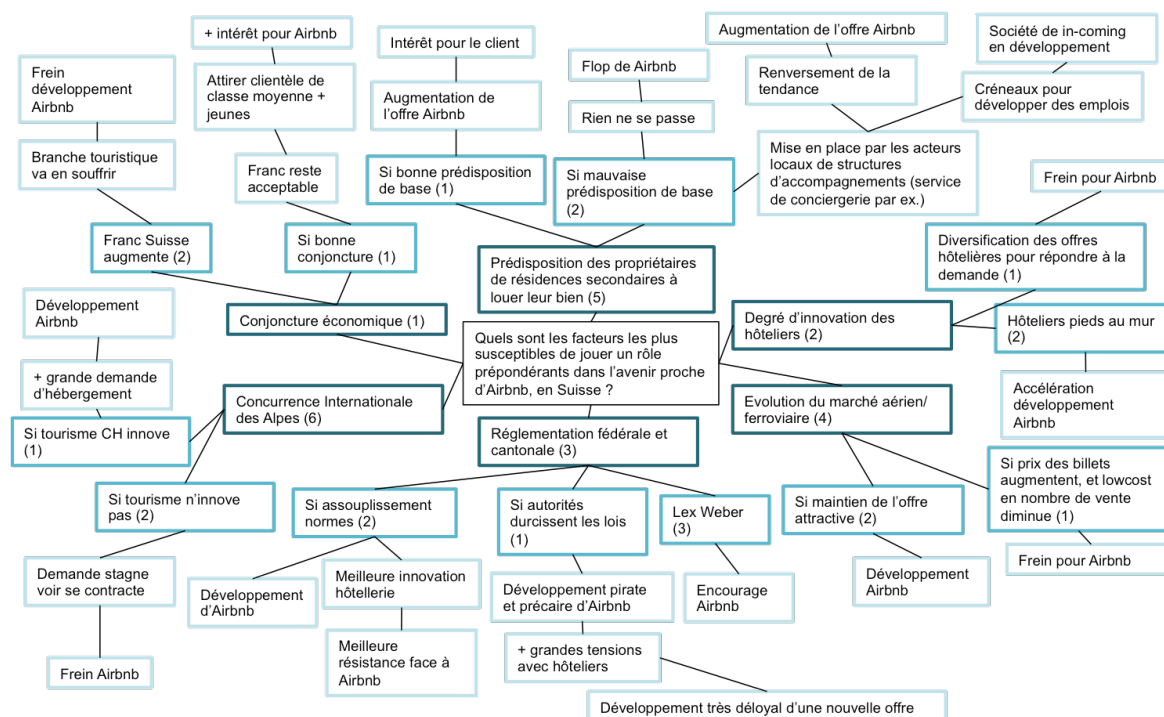 + intérêt pour Airbnb
Attirer clientèle de
classe moyenne +
jeunes
Franc reste
acceptable
Si bonne
conjoncture (1)
Frein
développement
Airbnb
Branche touristique
va en souffrir
Franc Suisse
augmente (2)
Conjoncture économique (1)
Intérêt pour le client
Augmentation de
l’offre Airbnb
Si bonne prédisposition
de base (1)
Flop de Airbnb
Rien ne se passe
Si mauvaise
prédisposition de base
(2)
Augmentation de l’offre Airbnb
Renversement de la
tendance
Société de in-coming
en développement
Créneaux pour
développer des emplois
Mise en place par les acteurs
locaux de structures
d’accompagnements (service
de conciergerie par ex.)
Prédisposition des propriétaires
de résidences secondaires à
louer leur bien (5)
Quels sont les facteurs les plus
susceptibles de jouer un rôle
prépondérants dans l’avenir proche
d’Airbnb, en Suisse ?
Frein pour Airbnb
Diversification des offres
hôtelières pour répondre à la
demande (1)
Degré d’innovation des
hôteliers (2)
Hôteliers pieds au mur
(2)
Accélération
développement
Airbnb
Développement
Airbnb
+ grande demande
d’hébergement
Si tourisme CH innove
(1)
Concurrence Internationale
des Alpes (6)
Si tourisme n’innove
pas (2)
Demande stagne
voir se contracte
Frein Airbnb
Réglementation fédérale et
cantonale (3)
Si assouplissement
normes (2)
Développement
d’Airbnb
Meilleure innovation
hôtellerie
Meilleure
résistance face à
Airbnb
Si autorités
durcissent les lois
(1)
Développement pirate
et précaire d’Airbnb
+ grandes tensions
avec hôteliers
Développement très déloyal d’une nouvelle offre
Lex Weber
(3)
Encourage
Airbnb
Evolution du marché aérien/
ferroviaire (4)
Si maintien de l’offre
attractive (2)
Développement
Airbnb
Si prix des billets
augmentent, et lowcost
en nombre de vente
diminue (1)
Frein pour Airbnb